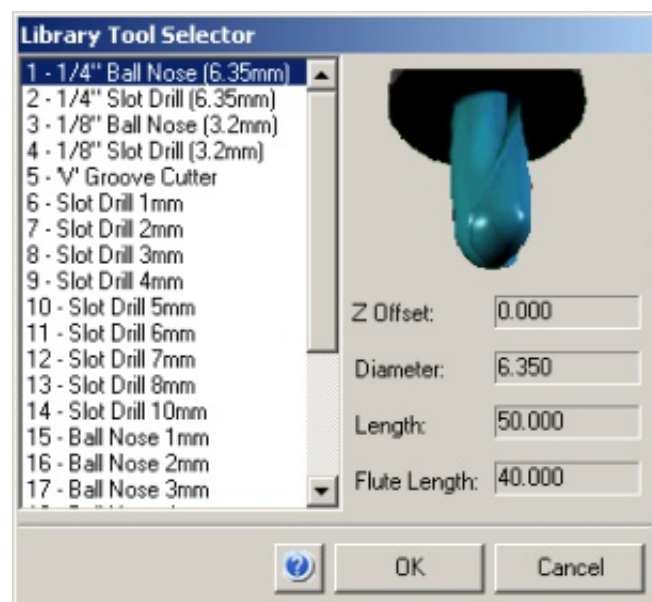 Library Tool Selector
1 - 1/4" Ball Nose (6.35mm)
2 - 1/4" Slot Drill (6.35mm)
3 - 1/8" Ball Nose (3.2mm)
4 - 1/8" Slot Drill (3.2mm)
5 - 'V' Groove Cutter
6 - Slot Drill 1mm
7 - Slot Drill 2mm
8 - Slot Drill 3mm
9 - Slot Drill 4mm
10 - Slot Drill 5mm
11 - Slot Drill 6mm
12 - Slot Drill 7mm
13 - Slot Drill 8mm
14 - Slot Drill 10mm
15 - Ball Nose 1mm
16 - Ball Nose 2mm
17 - Ball Nose 3mm
Z Offset: 0.000
Diameter: 6.350
Length: 50.000
Flute Length: 40.000
OK Cancel